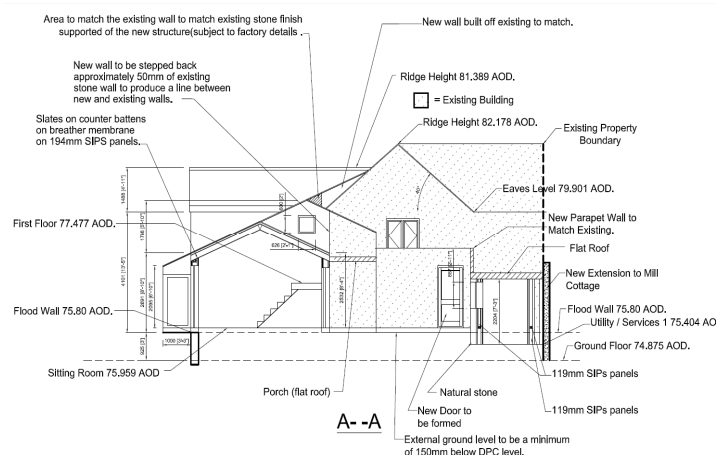 Area to match the existing wall to match existing stone finish
supported of the new structure(subject to factory details .
New wall built off existing to match.
New wall to be stepped back
approximately 50mm of existing
stone wall to produce a line between
new and existing walls.
Ridge Height 81.389 AOD.
= Existing Building
Slates on counter battens
on breather membrane
on 194mm SIPS panels.
Ridge Height 82.178 AOD.
Existing Property
Boundary
Eaves Level 79.901 AOD.
First Floor 77.477 AOD.
New Parapet Wall to
Match Existing.
Flat Roof
New Extension to Mill
Cottage
Flood Wall 75.80 AOD.
Flood Wall 75.80 AOD.
Utility / Services 1 75.404 AO
Ground Floor 74.875 AOD.
Sitting Room 75.959 AOD
119mm SIPs panels
Porch (flat roof)
Natural stone
New Door to
be formed
119mm SIPs panels
A- -A
External ground level to be a minimum
of 150mm below DPC level.